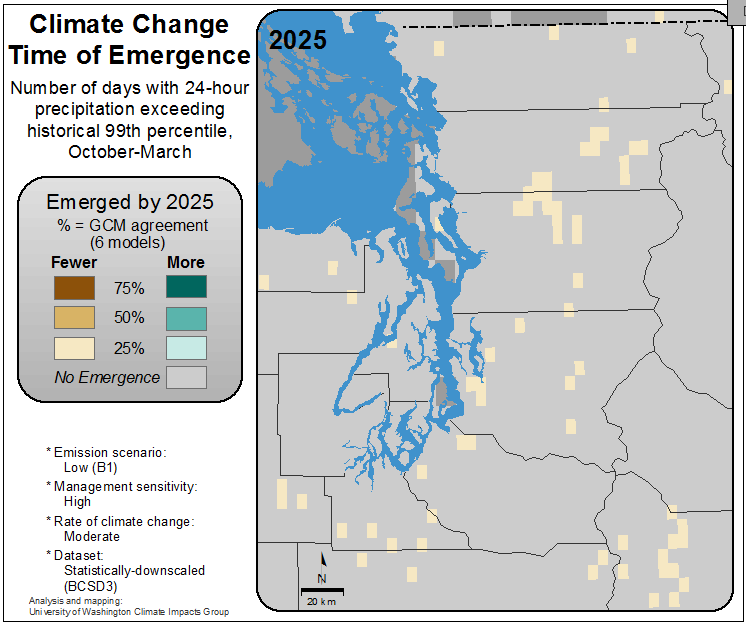 Climate Change
Time of Emergence
Number of days with 24-hour
precipitation exceeding
historical 99th percentile,
October-March
Emerged by 2025
% = GCM agreement
(6 models)
Fewer More
75%
50%
25%
No Emergence
* Emission scenario:
Low (B1)
* Management sensitivity:
High
* Rate of climate change:
Moderate
* Dataset:
Statistically-downscaled
(BCSD3)
Analysis and mapping:
University of Washington Climate Impacts Group
2025
N
20 km